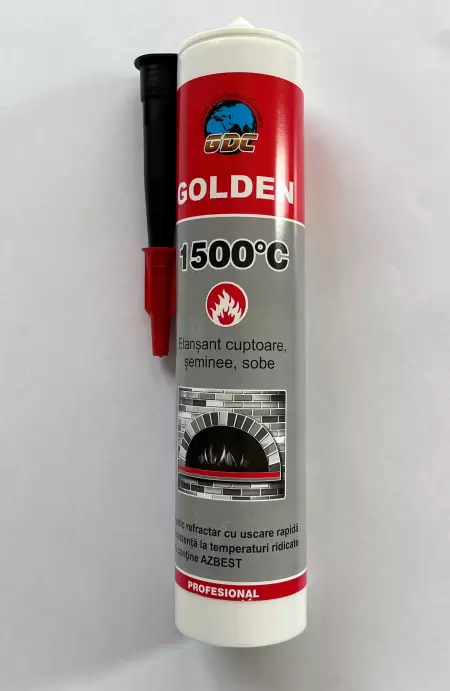 GDC
GOLDEN
1500°C
Etanșant cuptoare,
șeminee, sobe
refractar cu uscare rapidă
la temperaturi ridicate
conține AZBEST
PROFESIONAL